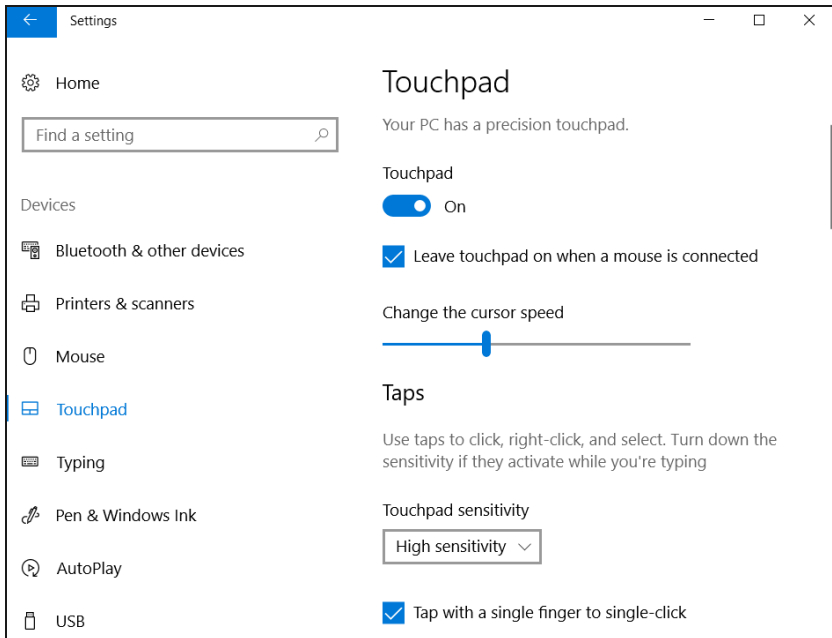 Settings
Home
Find a setting
Devices
Bluetooth & other devices
Printers & scanners
Mouse
Touchpad
Typing
Pen & Windows Ink
AutoPlay
USB
Touchpad
Your PC has a precision touchpad.
Touchpad
On
Leave touchpad on when a mouse is connected
Change the cursor speed
Taps
Use taps to click, right-click, and select. Turn down the
sensitivity if they activate while you're typing
Touchpad sensitivity
High sensitivity
Tap with a single finger to single-click